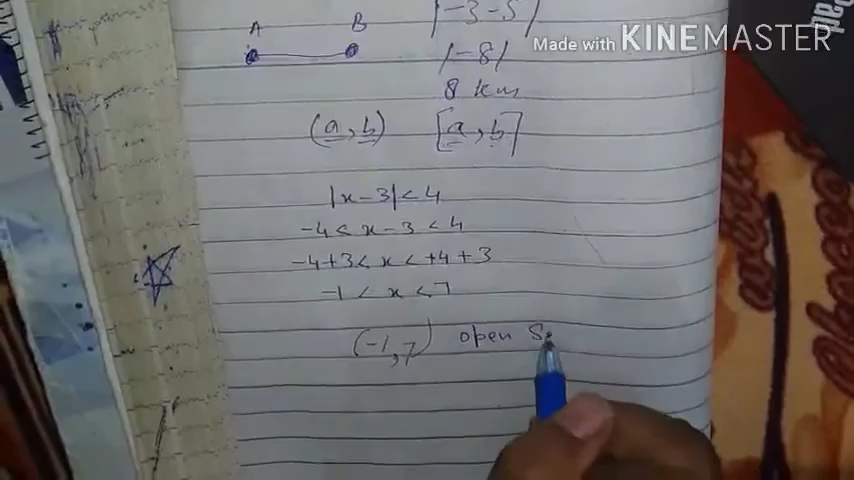 |-3-5|
A B
|-8|
Made with KINEMASTER
8 km
(a, b) [a, b]
|x-3|<4
-4< x-3 <4
-4+3< x < +4+3
-1 < x < 7
(-1, 7) open S